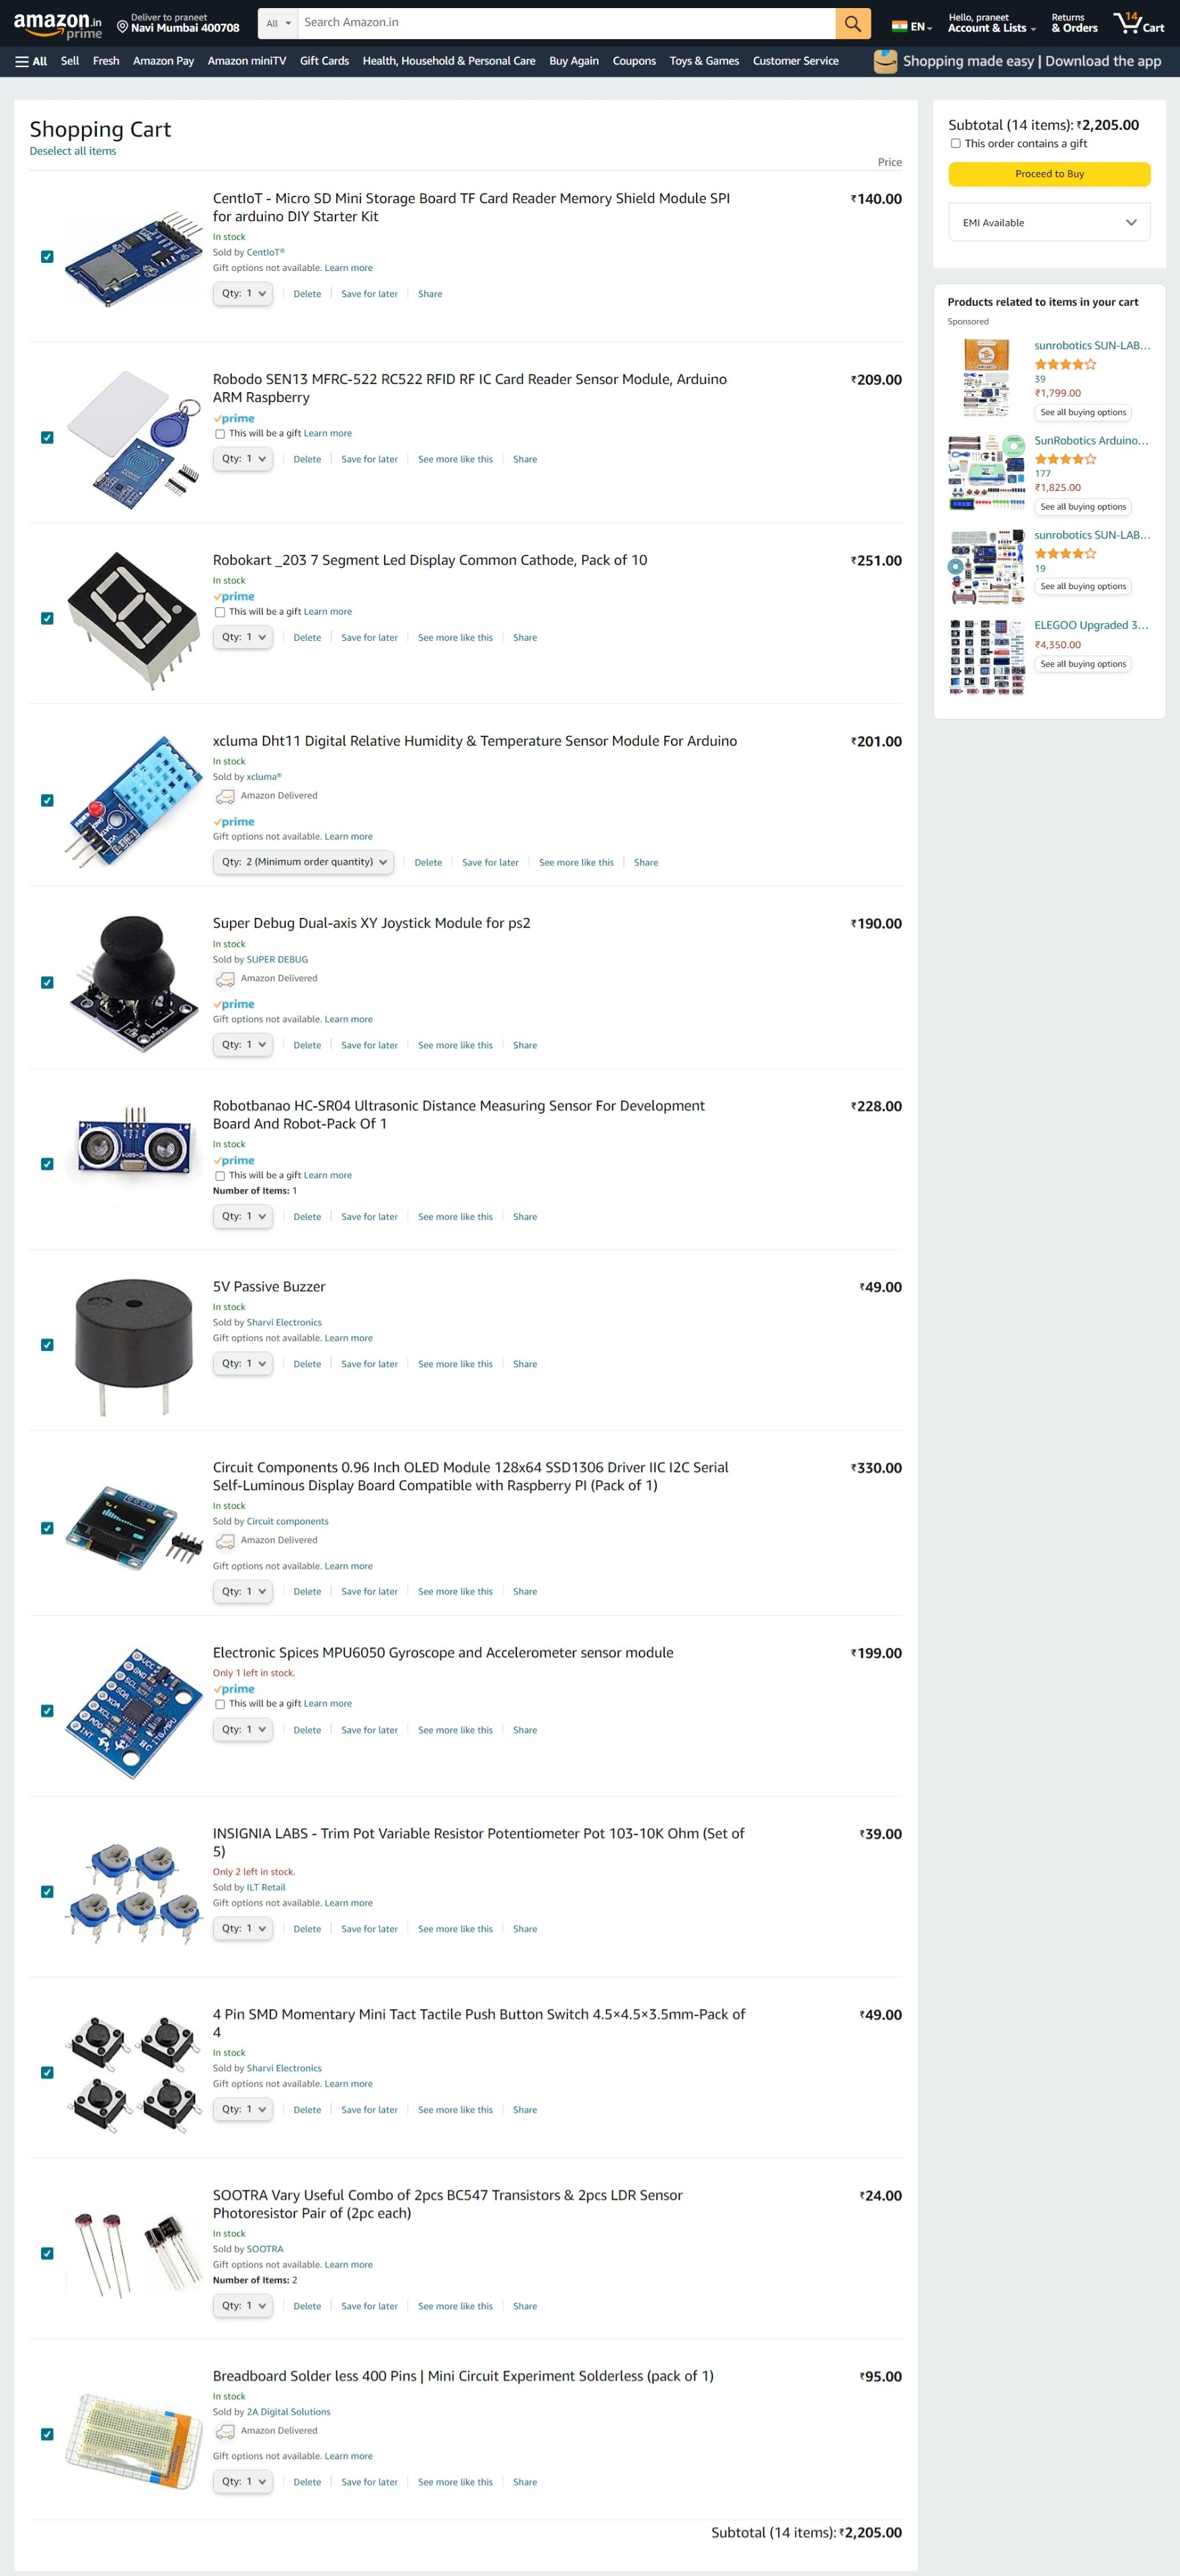 amazon.in
prime
Deliver to praneet
Navi Mumbai 400708
All
Search Amazon.in
EN
Hello, praneet
Account & Lists
Returns
& Orders
14
Cart
All
Sell
Fresh
Amazon Pay
Amazon miniTV
Gift Cards
Health, Household & Personal Care
Buy Again
Coupons
Toys & Games
Customer Service
Shopping made easy | Download the app
Shopping Cart
Deselect all items
Price
CentIoT - Micro SD Mini Storage Board TF Card Reader Memory Shield Module SPI
for arduino DIY Starter Kit
₹140.00
In stock
Sold by CentIoT®
Gift options not available. Learn more
Qty: 1
Delete
Save for later
Share
Robodo SEN13 MFRC-522 RC522 RFID RF IC Card Reader Sensor Module, Arduino
ARM Raspberry
₹209.00
prime
This will be a gift Learn more
Qty: 1
Delete
Save for later
See more like this
Share
Robokart _203 7 Segment Led Display Common Cathode, Pack of 10
₹251.00
In stock
prime
This will be a gift Learn more
Qty: 1
Delete
Save for later
See more like this
Share
xcluma Dht11 Digital Relative Humidity & Temperature Sensor Module For Arduino
₹201.00
In stock
Sold by xcluma®
Amazon Delivered
prime
Gift options not available. Learn more
Qty: 2 (Minimum order quantity)
Delete
Save for later
See more like this
Share
Super Debug Dual-axis XY Joystick Module for ps2
₹190.00
In stock
Sold by SUPER DEBUG
Amazon Delivered
prime
Gift options not available. Learn more
Qty: 1
Delete
Save for later
See more like this
Share
Robotbanao HC-SR04 Ultrasonic Distance Measuring Sensor For Development
Board And Robot-Pack Of 1
₹228.00
In stock
prime
This will be a gift Learn more
Number of Items: 1
Qty: 1
Delete
Save for later
See more like this
Share
5V Passive Buzzer
₹49.00
In stock
Sold by Sharvi Electronics
Gift options not available. Learn more
Qty: 1
Delete
Save for later
See more like this
Share
Circuit Components 0.96 Inch OLED Module 128x64 SSD1306 Driver IIC I2C Serial
Self-Luminous Display Board Compatible with Raspberry PI (Pack of 1)
₹330.00
In stock
Sold by Circuit components
Amazon Delivered
Gift options not available. Learn more
Qty: 1
Delete
Save for later
See more like this
Share
Electronic Spices MPU6050 Gyroscope and Accelerometer sensor module
₹199.00
Only 1 left in stock.
prime
This will be a gift Learn more
Qty: 1
Delete
Save for later
See more like this
Share
VCC
GND
SCL
SDA
XDA
XCL
ADO
INT
ITG/MPU
INSIGNIA LABS - Trim Pot Variable Resistor Potentiometer Pot 103-10K Ohm (Set of
5)
₹39.00
Only 2 left in stock.
Sold by ILT Retail
Gift options not available. Learn more
Qty: 1
Delete
Save for later
See more like this
Share
4 Pin SMD Momentary Mini Tact Tactile Push Button Switch 4.5×4.5×3.5mm-Pack of
4
₹49.00
In stock
Sold by Sharvi Electronics
Gift options not available. Learn more
Qty: 1
Delete
Save for later
See more like this
Share
SOOTRA Vary Useful Combo of 2pcs BC547 Transistors & 2pcs LDR Sensor
Photoresistor Pair of (2pc each)
₹24.00
In stock
Sold by SOOTRA
Gift options not available. Learn more
Number of Items: 2
Qty: 1
Delete
Save for later
See more like this
Share
Breadboard Solder less 400 Pins | Mini Circuit Experiment Solderless (pack of 1)
₹95.00
In stock
Sold by 2A Digital Solutions
Amazon Delivered
Gift options not available. Learn more
Qty: 1
Delete
Save for later
See more like this
Share
Subtotal (14 items): ₹2,205.00
Subtotal (14 items): ₹2,205.00
This order contains a gift
Proceed to Buy
EMI Available
Products related to items in your cart
Sponsored
sunrobotics SUN-LAB...
39
₹1,799.00
See all buying options
SunRobotics Arduino...
177
₹1,825.00
See all buying options
sunrobotics SUN-LAB...
19
See all buying options
ELEGOO Upgraded 3...
₹4,350.00
See all buying options